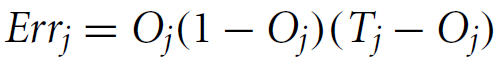 Err_j = O_j(1 − O_j)(T_j − O_j)